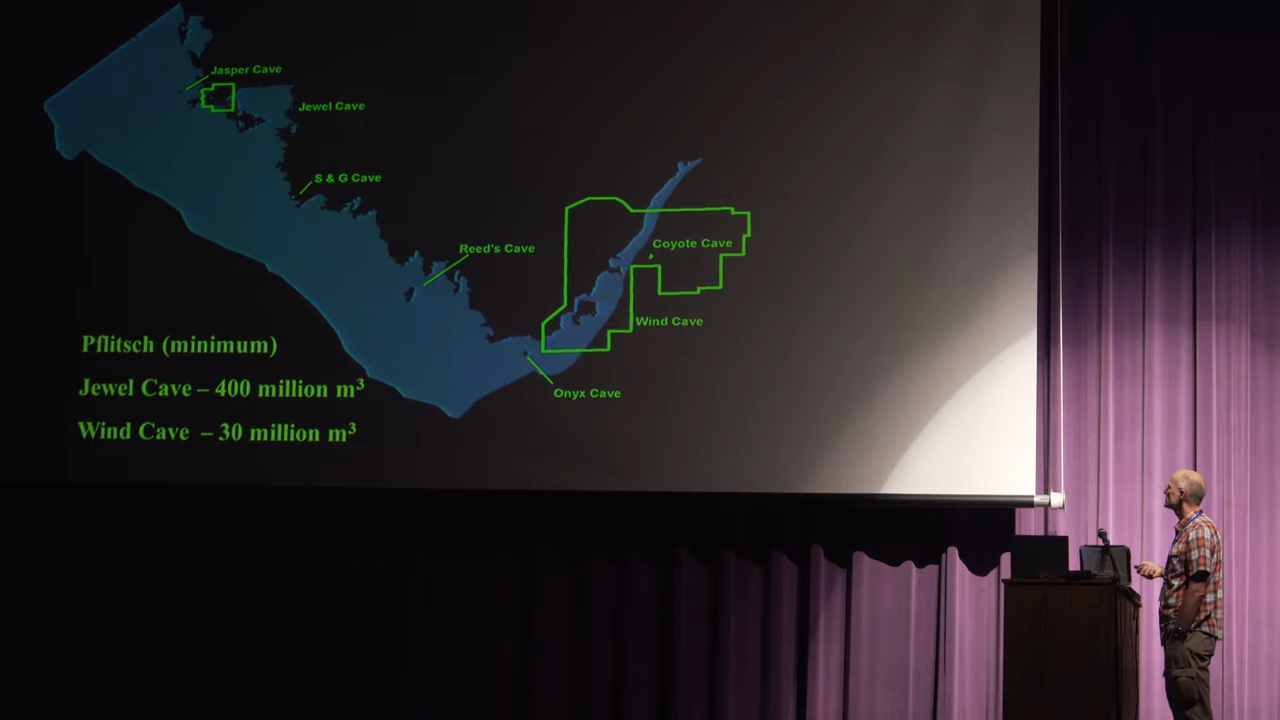 Jasper Cave
Jewel Cave
S & G Cave
Reed's Cave
Coyote Cave
Wind Cave
Onyx Cave
Pflitsch (minimum)
Jewel Cave – 400 million m³
Wind Cave – 30 million m³